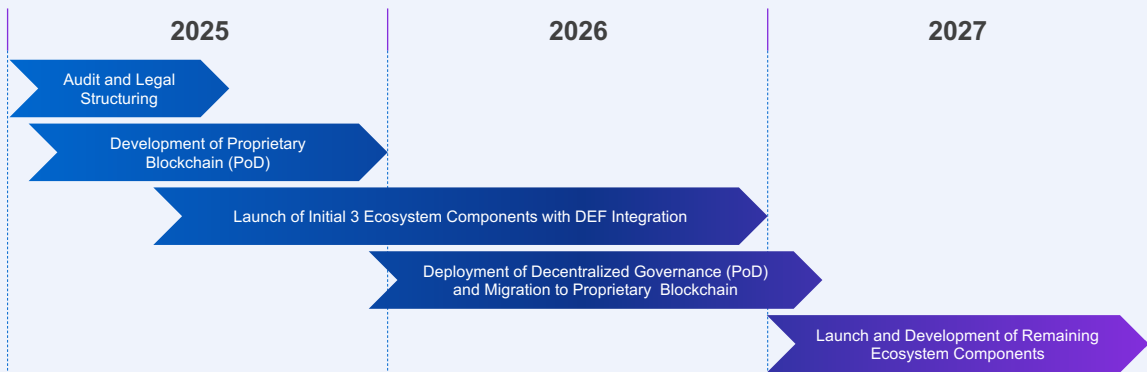 2025
2026
2027
Audit and Legal
Structuring
Development of Proprietary
Blockchain (PoD)
Launch of Initial 3 Ecosystem Components with DEF Integration
Deployment of Decentralized Governance (PoD)
and Migration to Proprietary Blockchain
Launch and Development of Remaining
Ecosystem Components